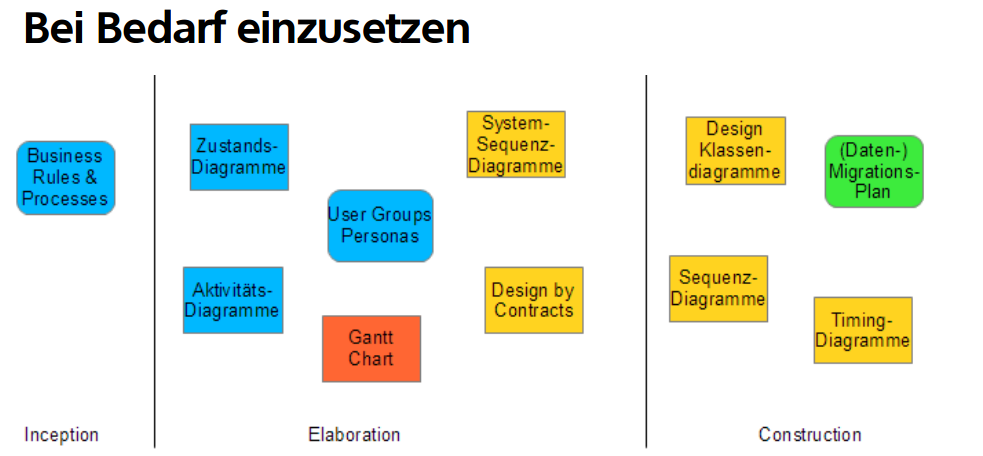 Bei Bedarf einzusetzen
Business
Rules &
Processes
Zustands-
Diagramme
System-
Sequenz-
Diagramme
User Groups
Personas
Aktivitäts-
Diagramme
Gantt
Chart
Design by
Contracts
Design
Klassen-
diagramme
(Daten-)
Migrations-
Plan
Sequenz-
Diagramme
Timing-
Diagramme
Inception
Elaboration
Construction